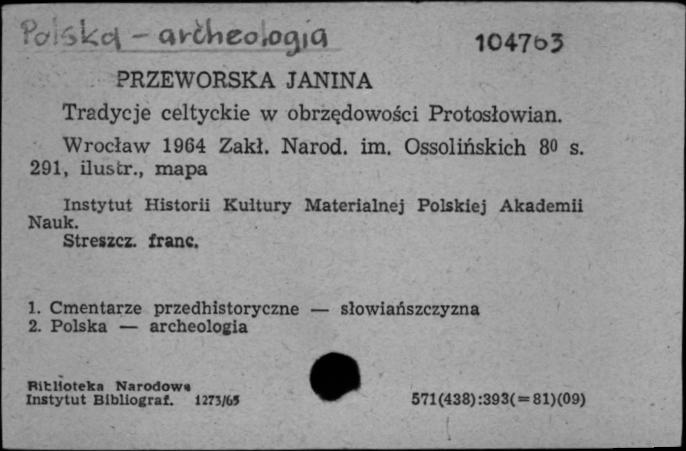 Polska - archeologia
104763
PRZEWORSKA JANINA
Tradycje celtyckie w obrzędowości Protosłowian.
Wrocław 1964 Zakł. Narod. im. Ossolińskich 8⁰ s.
291, ilustr., mapa
Instytut Historii Kultury Materialnej Polskiej Akademii
Nauk.
Streszcz. franc.
1. Cmentarze przedhistoryczne — słowiańszczyzna
2. Polska — archeologia
Biblioteka Narodowa
Instytut Bibliograf. 1273/65
571(438):393(=81)(09)